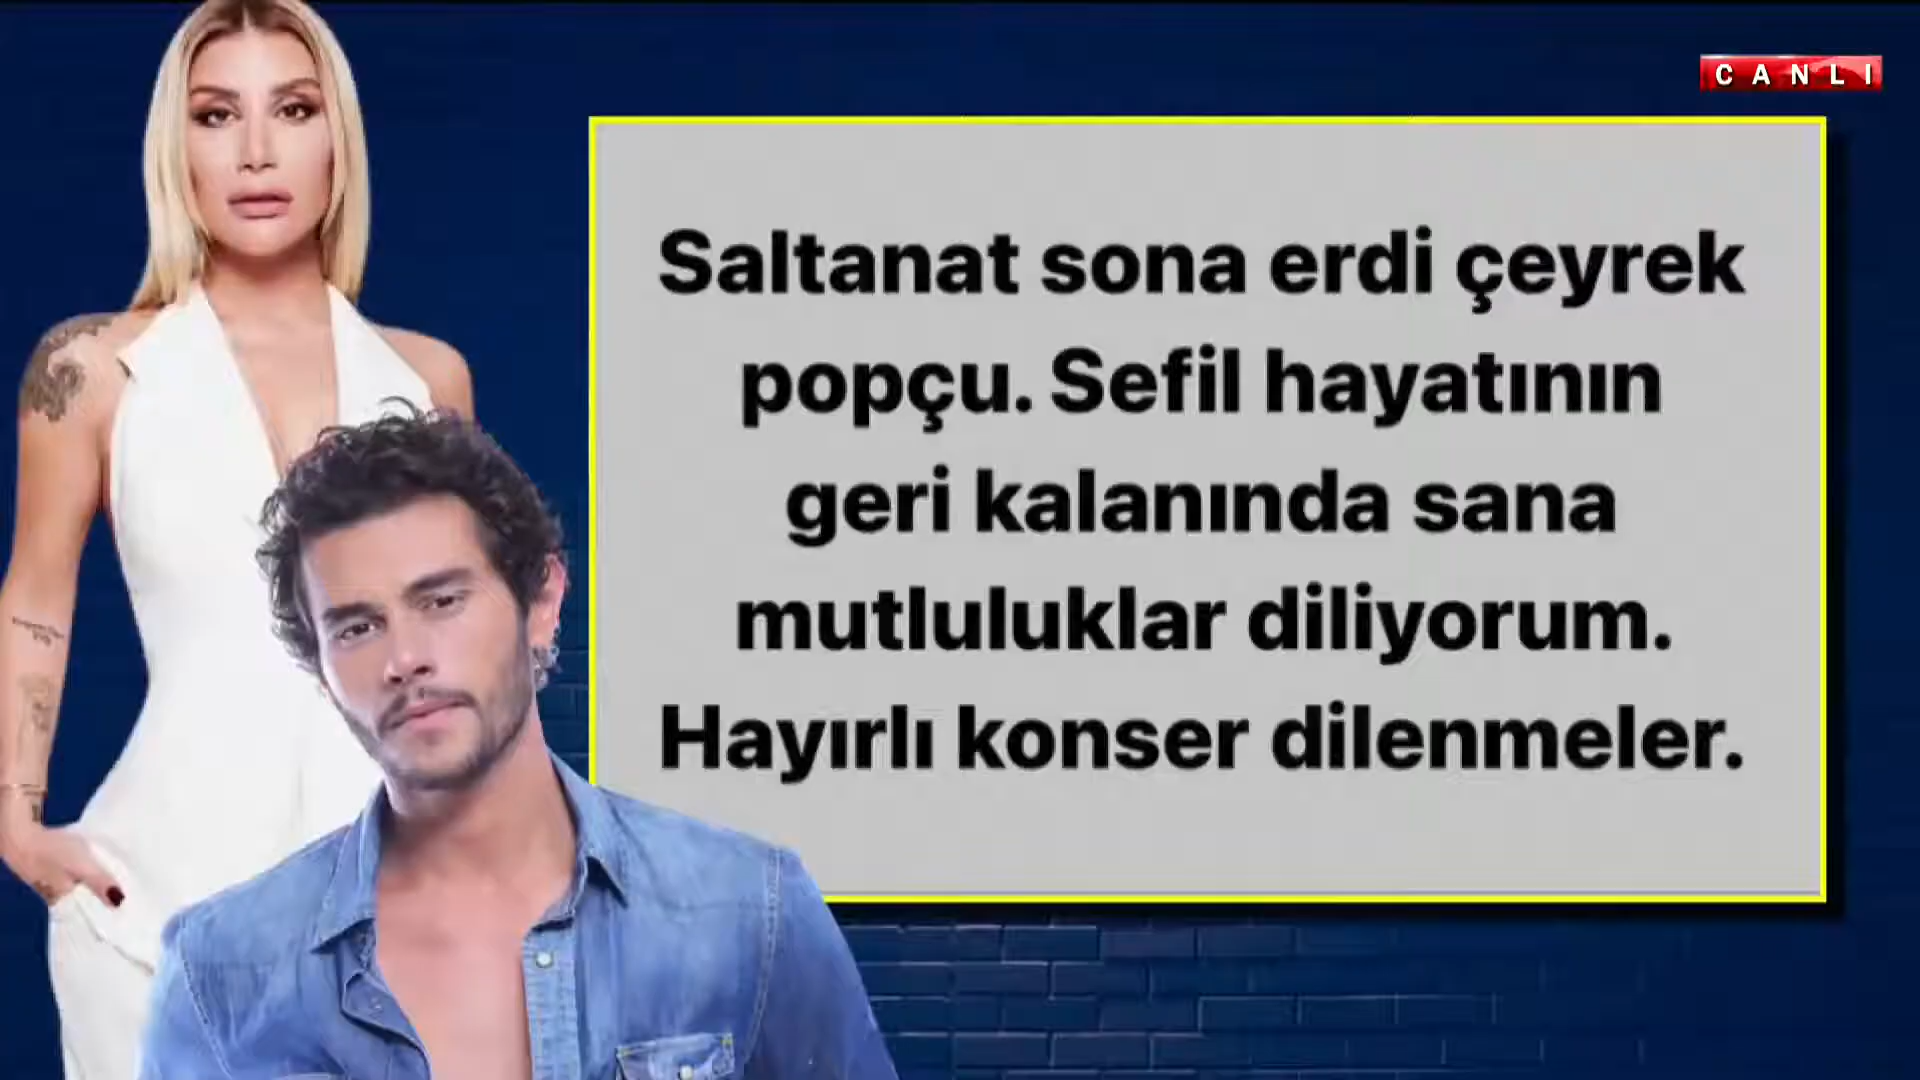 CANLI
Saltanat sona erdi çeyrek
popçu. Sefil hayatının
geri kalanında sana
mutluluklar diliyorum.
Hayırlı konser dilenmeler.